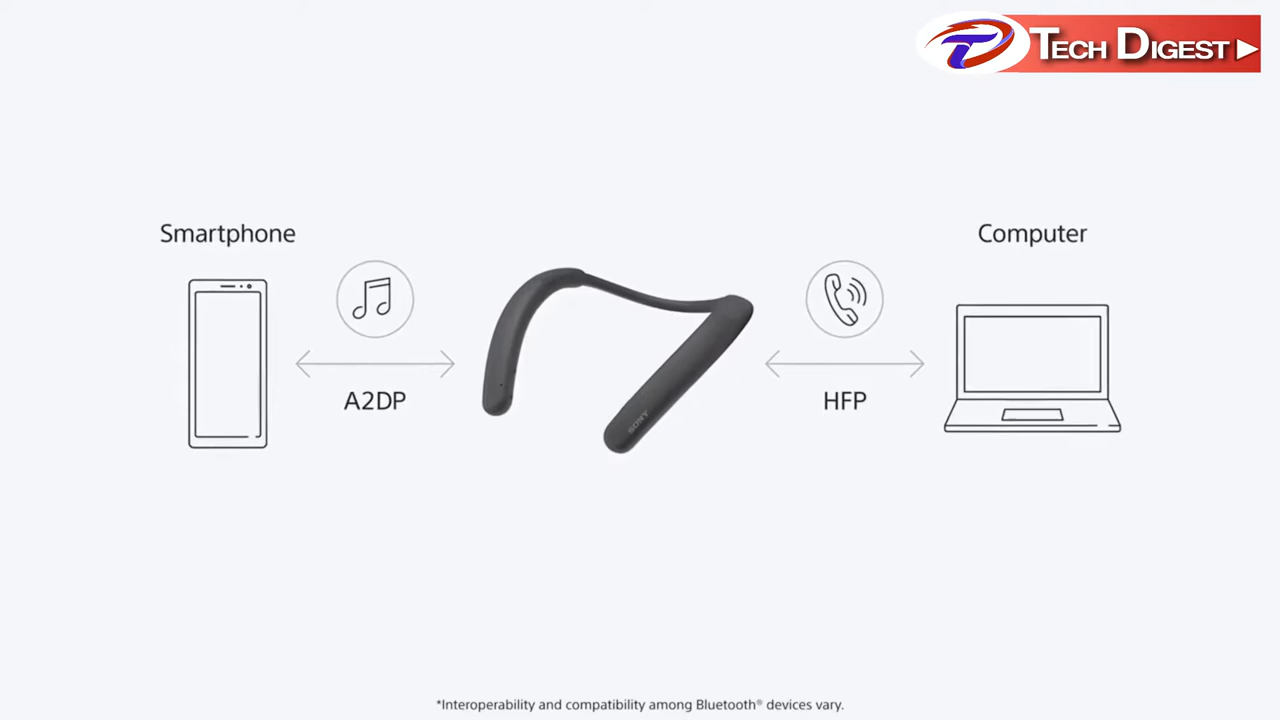 TECH DIGEST
Smartphone
Computer
A2DP
HFP
SONY
*Interoperability and compatibility among Bluetooth® devices vary.